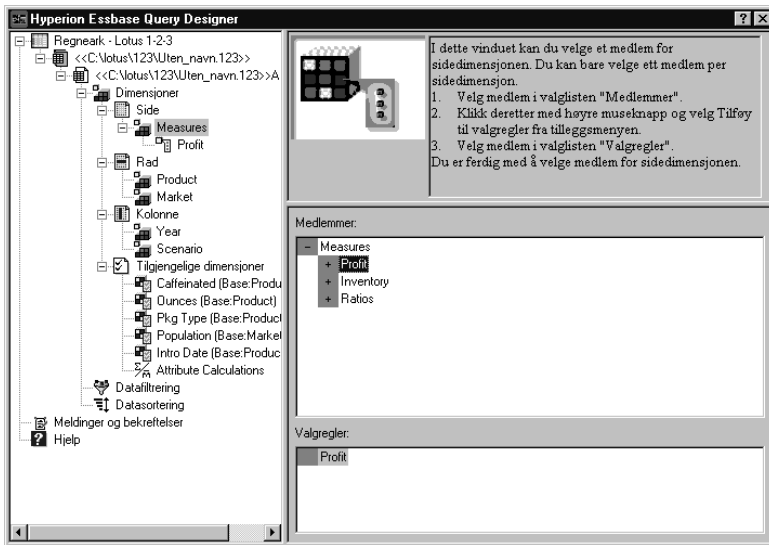 Hyperion Essbase Query Designer
Regneark - Lotus 1-2-3
<<C:\lotus\123\Uten_navn.123>>
<<C:\lotus\123\Uten_navn.123>>A
Dimensjoner
Side
Measures
Profit
Rad
Product
Market
Kolonne
Year
Scenario
Tilgjengelige dimensjoner
Caffeinated (Base:Produ
Ounces (Base:Product)
Pkg Type (Base:Product
Population (Base:Market
Intro Date (Base:Produc
Attribute Calculations
Datafiltrering
Datasortering
Meldinger og bekreftelser
Hjelp
I dette vinduet kan du velge et medlem for
sidedimensjonen. Du kan bare velge ett medlem per
sidedimensjon.
1. Velg medlem i valglisten "Medlemmer".
2. Klikk deretter med høyre museknapp og velg Tilføy
til valgregler fra tilleggsmenyen.
3. Velg medlem i valglisten "Valgregler".
Du er ferdig med å velge medlem for sidedimensjonen.
Medlemmer:
Measures
Profit
Inventory
Ratios
Valgregler:
Profit